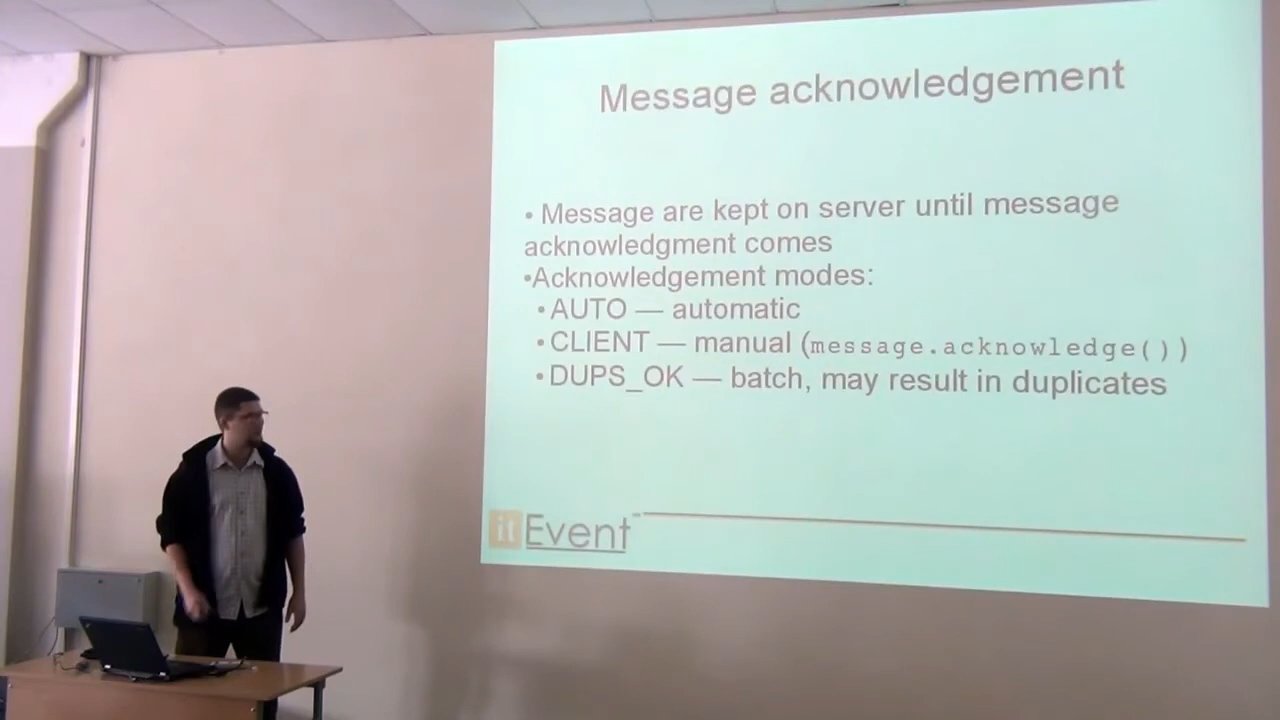 Message acknowledgement
• Message are kept on server until message
acknowledgment comes
•Acknowledgement modes:
•AUTO — automatic
•CLIENT — manual (message.acknowledge())
•DUPS_OK — batch, may result in duplicates
it Event